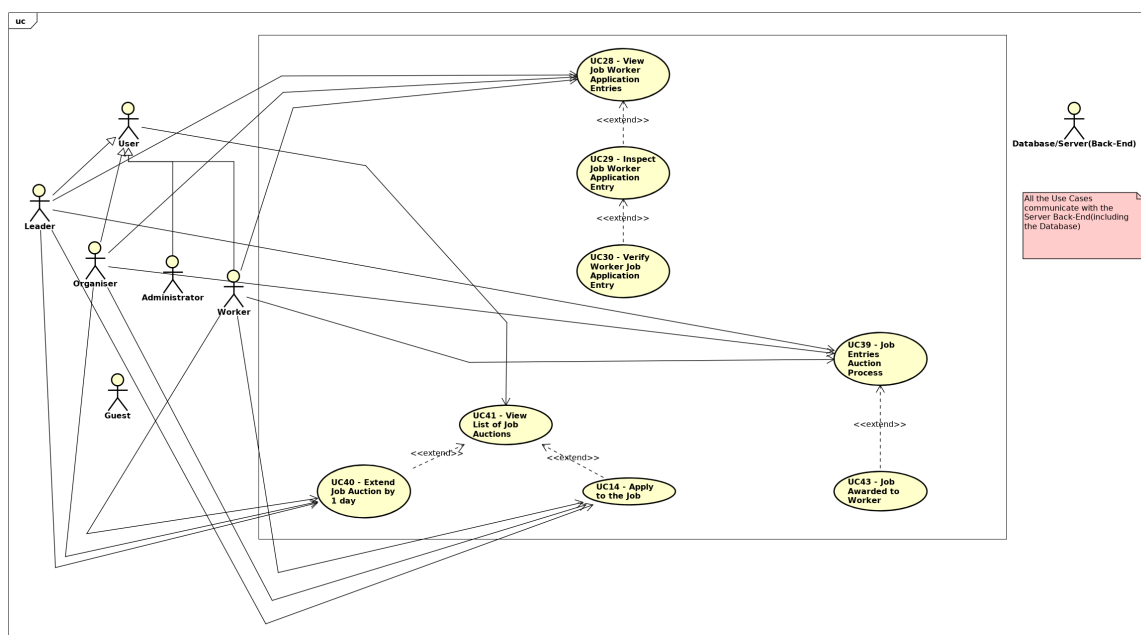 uc
UC28 - View
Job Worker
Application
Entries
<<extend>>
User
Database/Server(Back-End)
UC29 - Inspect
Job Worker
Application
Entry
All the Use Cases
communicate with the
Server Back-End(including
the Database)
<<extend>>
Leader
UC30 - Verify
Worker Job
Application
Entry
Organiser
Administrator
Worker
UC39 - Job
Entries
Auction
Process
Guest
UC41 - View
List of Job
Auctions
<<extend>>
<<extend>>
<<extend>>
UC40 - Extend
Job Auction by
1 day
UC14 - Apply
to the Job
UC43 - Job
Awarded to
Worker